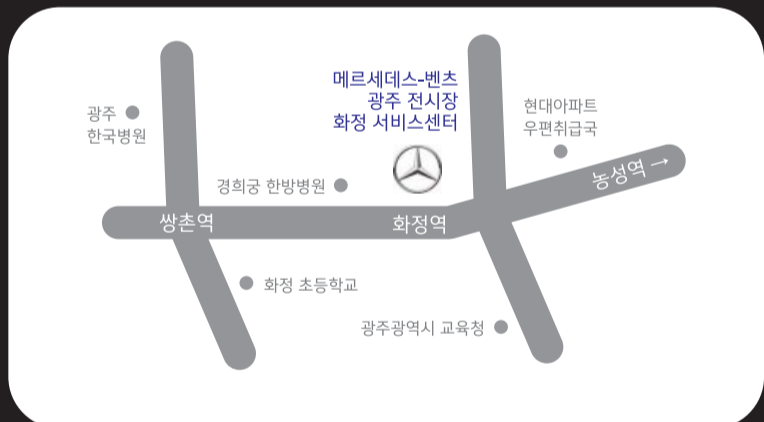 메르세데스-벤츠
광주 전시장
화정 서비스센터
광주
한국병원
현대아파트
우편취급국
경희궁 한방병원
농성역 →
쌍촌역
화정역
화정 초등학교
광주광역시 교육청